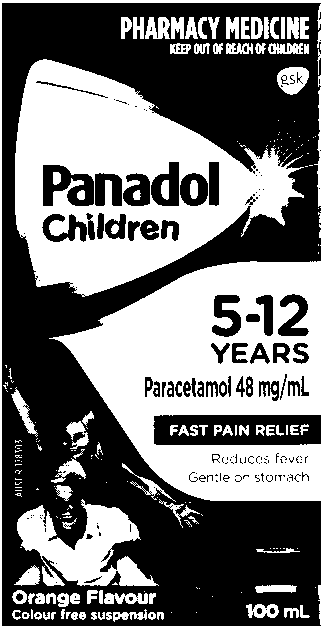 PHARMACY MEDICINE
KEEP OUT OF REACH OF CHILDREN
gsk
Panadol
Children
5-12
YEARS
Paracetamol 48 mg/mL
FAST PAIN RELIEF
Reduces fever
Gentle on stomach
Orange Flavour
Colour free suspension
100 mL